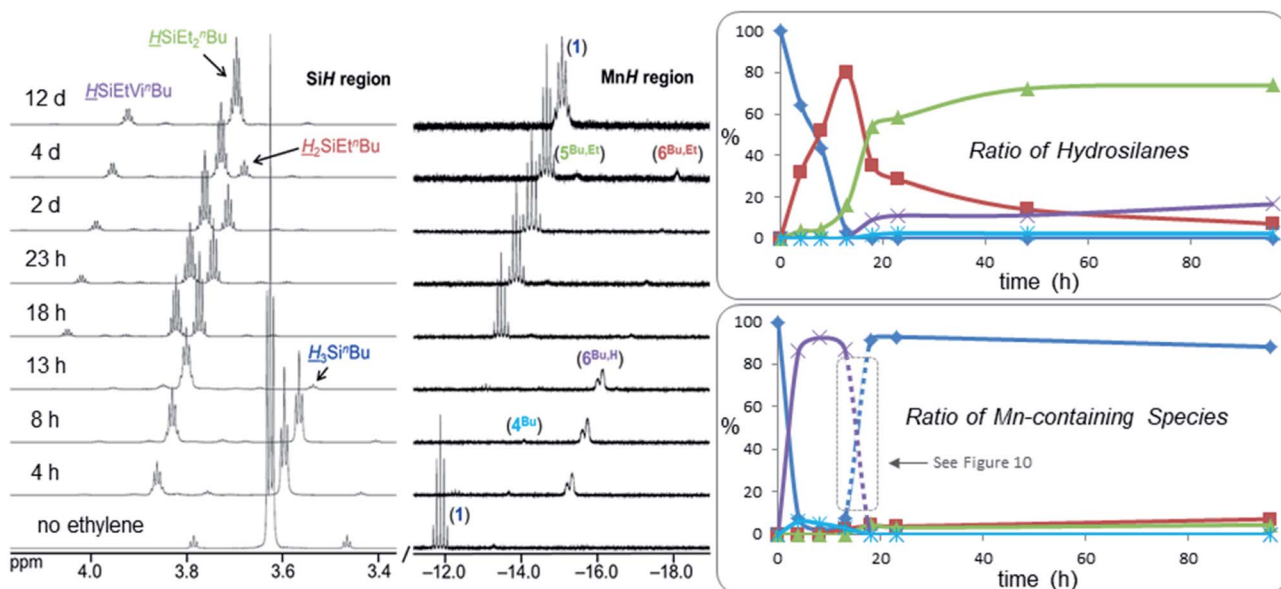 HSiEt₂ⁿBu
(1)
SiH region
MnH region
HSiEtViⁿBu
12 d
H₂SiEtⁿBu
(5ᴮᵘ,ᴱᵗ)
(6ᴮᵘ,ᴱᵗ)
4 d
2 d
23 h
18 h
H₃SiⁿBu
(6ᴮᵘ,ᴴ)
13 h
(4ᴮᵘ)
8 h
4 h
(1)
no ethylene
ppm
4.0
3.8
3.6
3.4
−12.0
−14.0
−16.0
−18.0
100
80
60
%
40
20
0
Ratio of Hydrosilanes
0
20
40
60
80
time (h)
100
80
60
%
40
20
0
Ratio of Mn-containing Species
See Figure 10
0
20
40
60
80
time (h)